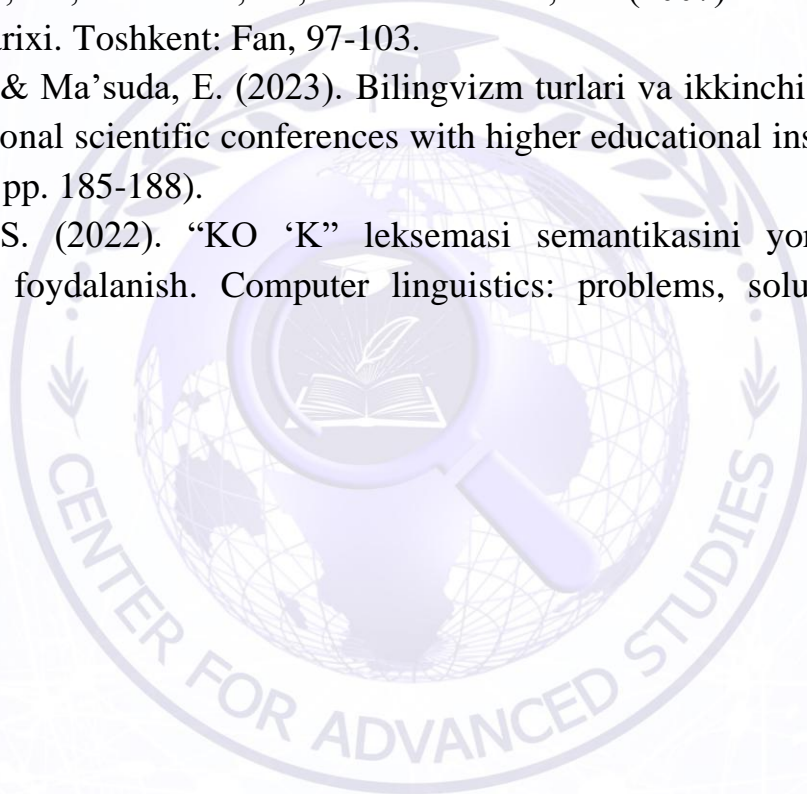 arixi. Toshkent: Fan, 97-103.
& Ma’suda, E. (2023). Bilingvizm turlari va ikkinchi
onal scientific conferences with higher educational ins
pp. 185-188).
S. (2022). “KO ‘K” leksemasi semantikasini yor
foydalanish. Computer linguistics: problems, solu
CENTER FOR ADVANCED STUDIES